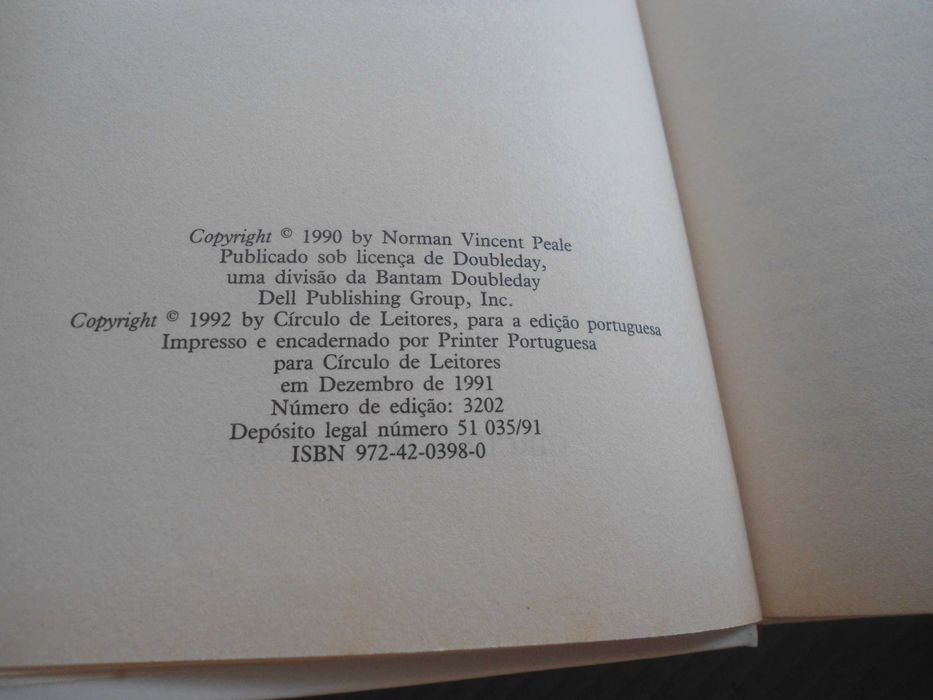 Copyright © 1990 by Norman Vincent Peale
Publicado sob licença de Doubleday,
uma divisão da Bantam Doubleday
Dell Publishing Group, Inc.
Copyright © 1992 by Círculo de Leitores, para a edição portuguesa
Impresso e encadernado por Printer Portuguesa
para Círculo de Leitores
em Dezembro de 1991
Número de edição: 3202
Depósito legal número 51 035/91
ISBN 972-42-0398-0